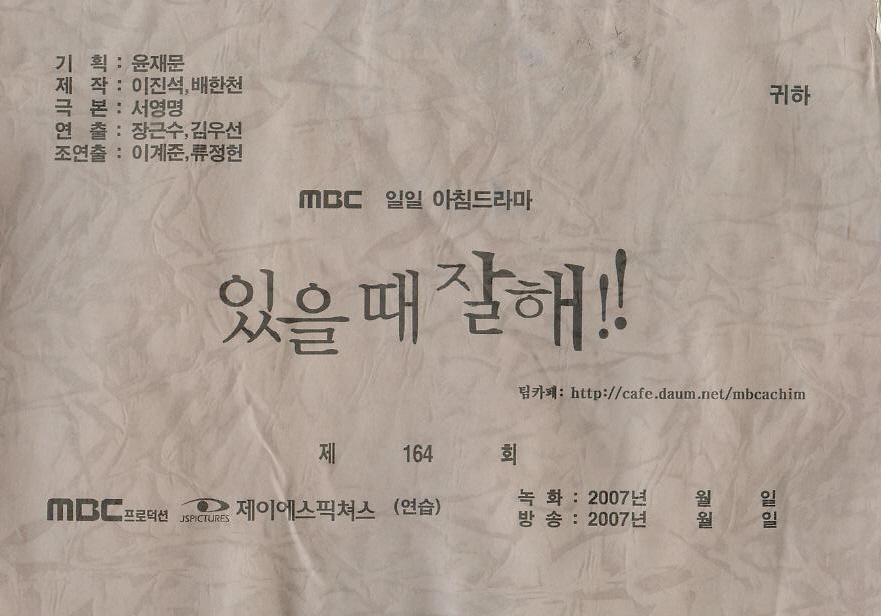 기 획 : 윤재문
제 작 : 이진석,배한천
극 본 : 서영명
연 출 : 장근수,김우선
조연출 : 이계준,류정헌
귀하
MBC 일일 아침드라마
있을 때 잘해!!
팀카페: http://cafe.daum.net/mbcachim
제 164 회
MBC프로덕션 JSPICTURES 제이에스픽쳐스 (연습)
녹 화 : 2007년 월 일
방 송 : 2007년 월 일